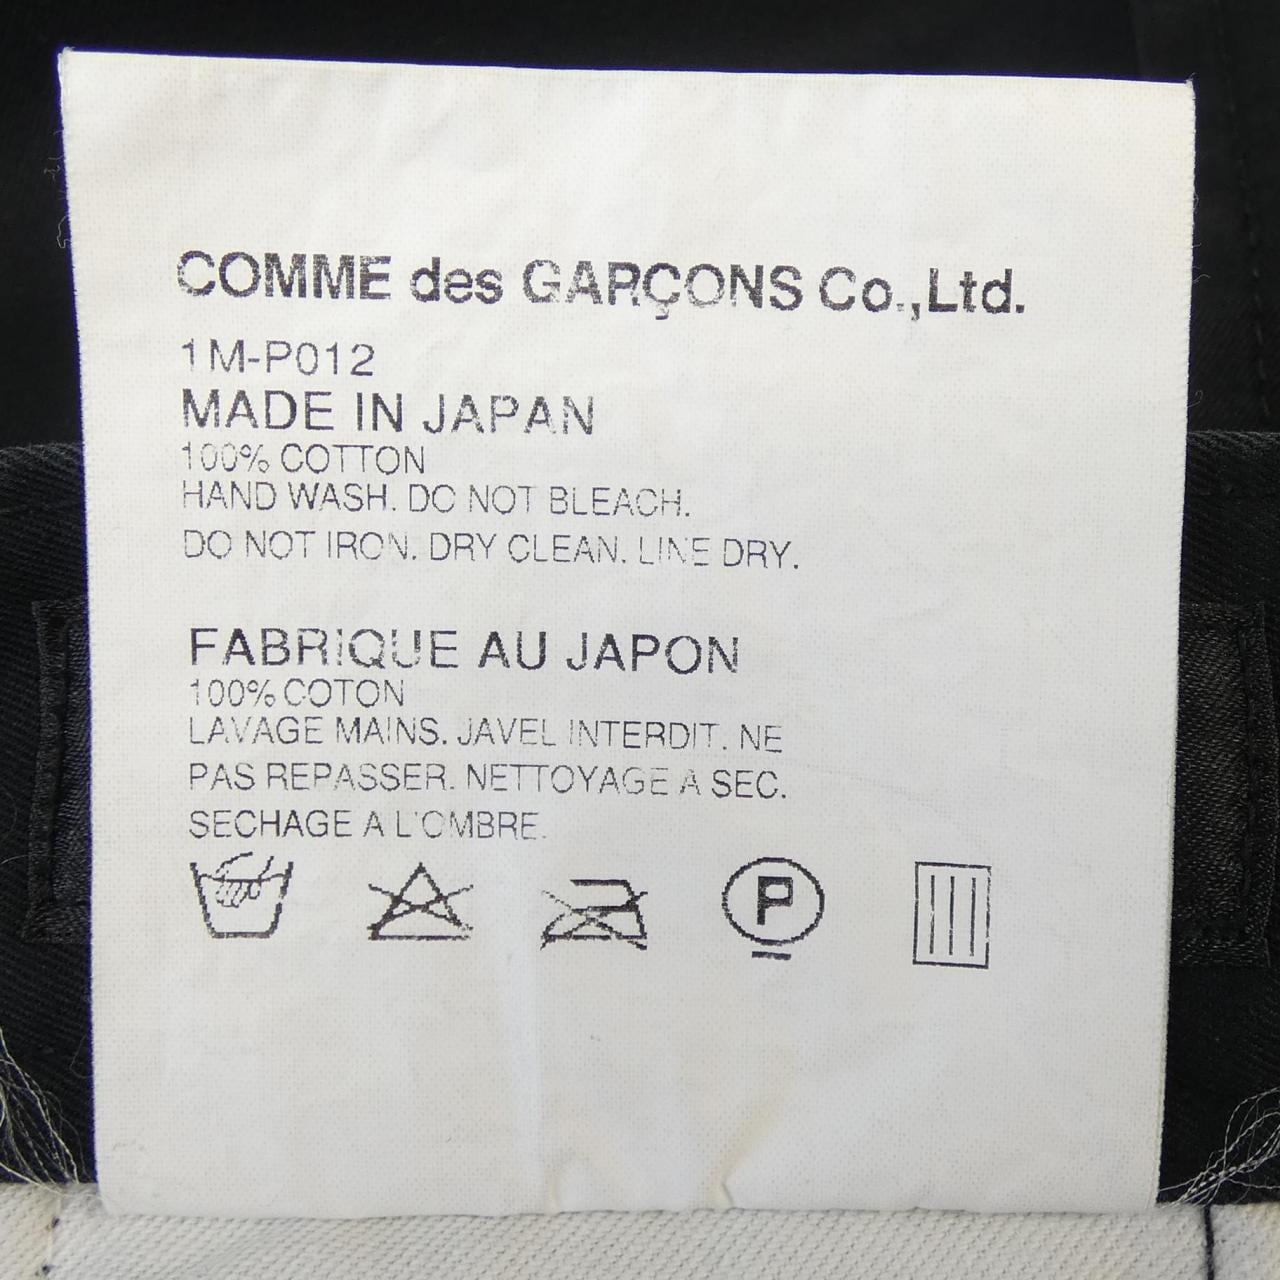 COMME des GARÇONS Co.,Ltd.
1M-P012
MADE IN JAPAN
100% COTTON
HAND WASH. DO NOT BLEACH.
DO NOT IRON. DRY CLEAN. LINE DRY.
FABRIQUE AU JAPON
100% COTON
LAVAGE MAINS. JAVEL INTERDIT. NE
PAS REPASSER. NETTOYAGE A SEC.
SECHAGE A L'OMBRE.
P